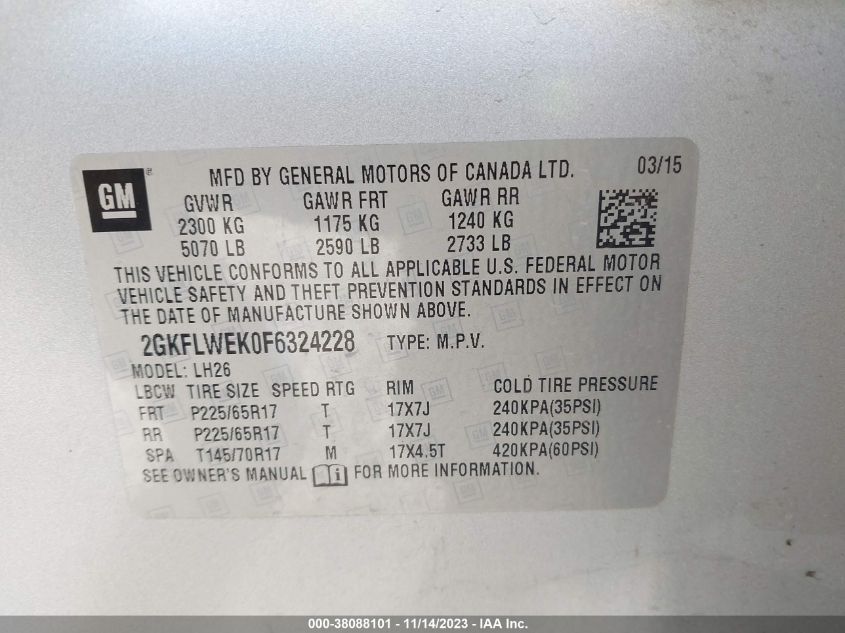 GM
MFD BY GENERAL MOTORS OF CANADA LTD. 03/15
GVWR GAWR FRT GAWR RR
2300 KG 1175 KG 1240 KG
5070 LB 2590 LB 2733 LB
THIS VEHICLE CONFORMS TO ALL APPLICABLE U.S. FEDERAL MOTOR
VEHICLE SAFETY AND THEFT PREVENTION STANDARDS IN EFFECT ON
THE DATE OF MANUFACTURE SHOWN ABOVE.
2GKFLWEK0F6324228 TYPE: M.P.V.
MODEL: LH26
LBCW TIRE SIZE SPEED RTG RIM COLD TIRE PRESSURE
FRT P225/65R17 T 17X7J 240KPA(35PSI)
RR P225/65R17 T 17X7J 240KPA(35PSI)
SPA T145/70R17 M 17X4.5T 420KPA(60PSI)
SEE OWNER'S MANUAL FOR MORE INFORMATION.
000-38088101 - 11/14/2023 - IAA Inc.